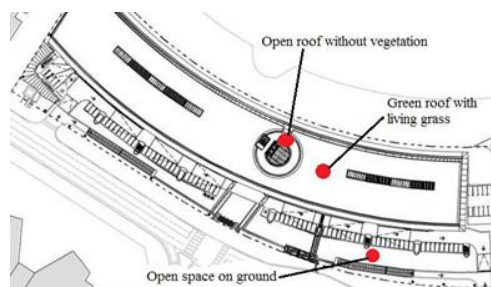 Open roof without vegetation
Green roof with
living grass
Open space on ground